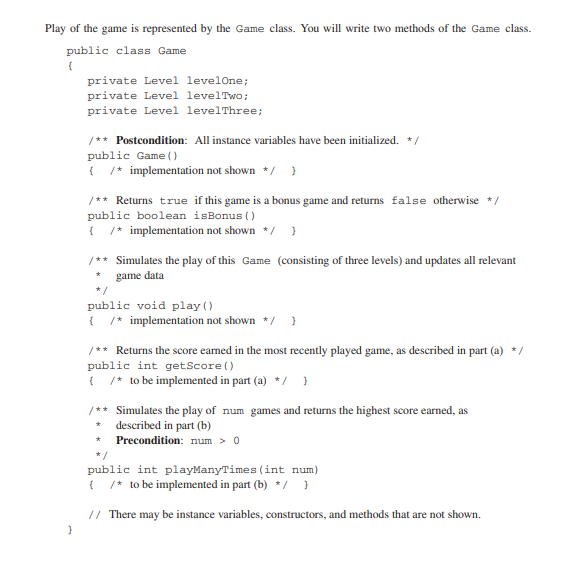 Play of the game is represented by the Game class. You will write two methods of the Game class.
public class Game
{
private Level levelOne;
private Level levelTwo;
private Level levelThree;
/** Postcondition: All instance variables have been initialized. */
public Game()
{ /* implementation not shown */ }
/** Returns true if this game is a bonus game and returns false otherwise */
public boolean isBonus()
{ /* implementation not shown */ }
/** Simulates the play of this Game (consisting of three levels) and updates all relevant
* game data
*/
public void play()
{ /* implementation not shown */ }
/** Returns the score earned in the most recently played game, as described in part (a) */
public int getScore()
{ /* to be implemented in part (a) */ }
/** Simulates the play of num games and returns the highest score earned, as
* described in part (b)
* Precondition: num > 0
*/
public int playManyTimes(int num)
{ /* to be implemented in part (b) */ }
// There may be instance variables, constructors, and methods that are not shown.
}